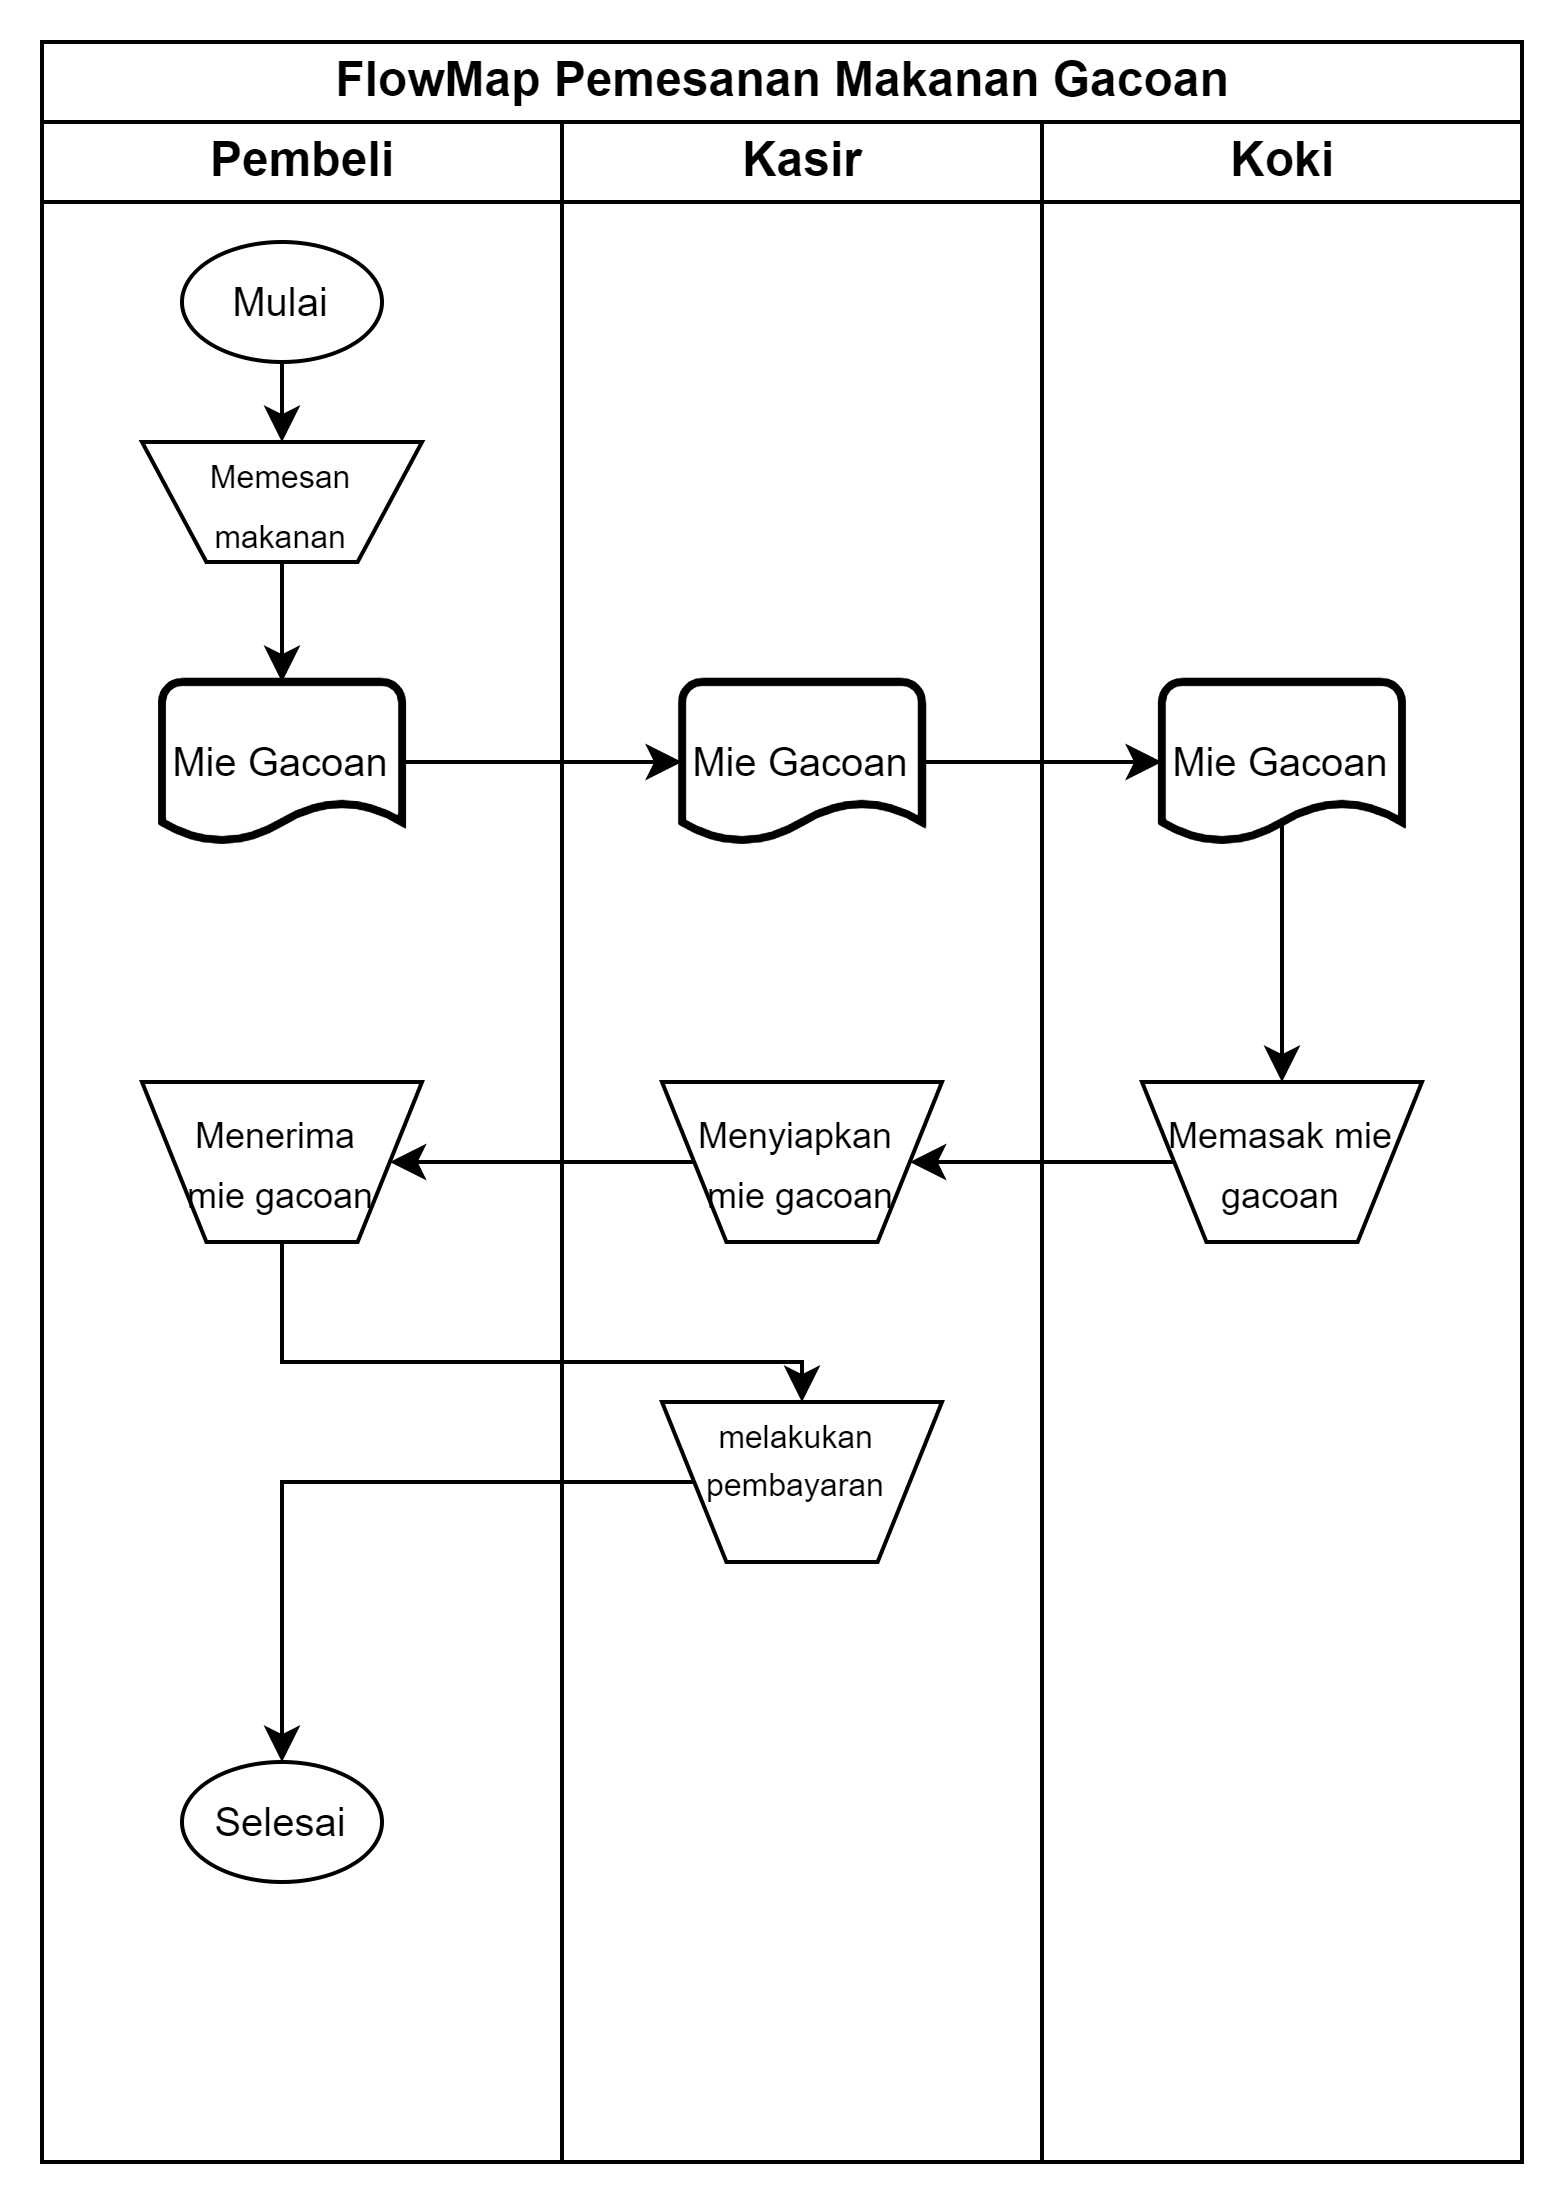 FlowMap Pemesanan Makanan Gacoan
Pembeli
Kasir
Koki
Mulai
Memesan
makanan
Mie Gacoan
Mie Gacoan
Mie Gacoan
Menerima
mie gacoan
Menyiapkan
mie gacoan
Memasak mie
gacoan
melakukan
pembayaran
Selesai